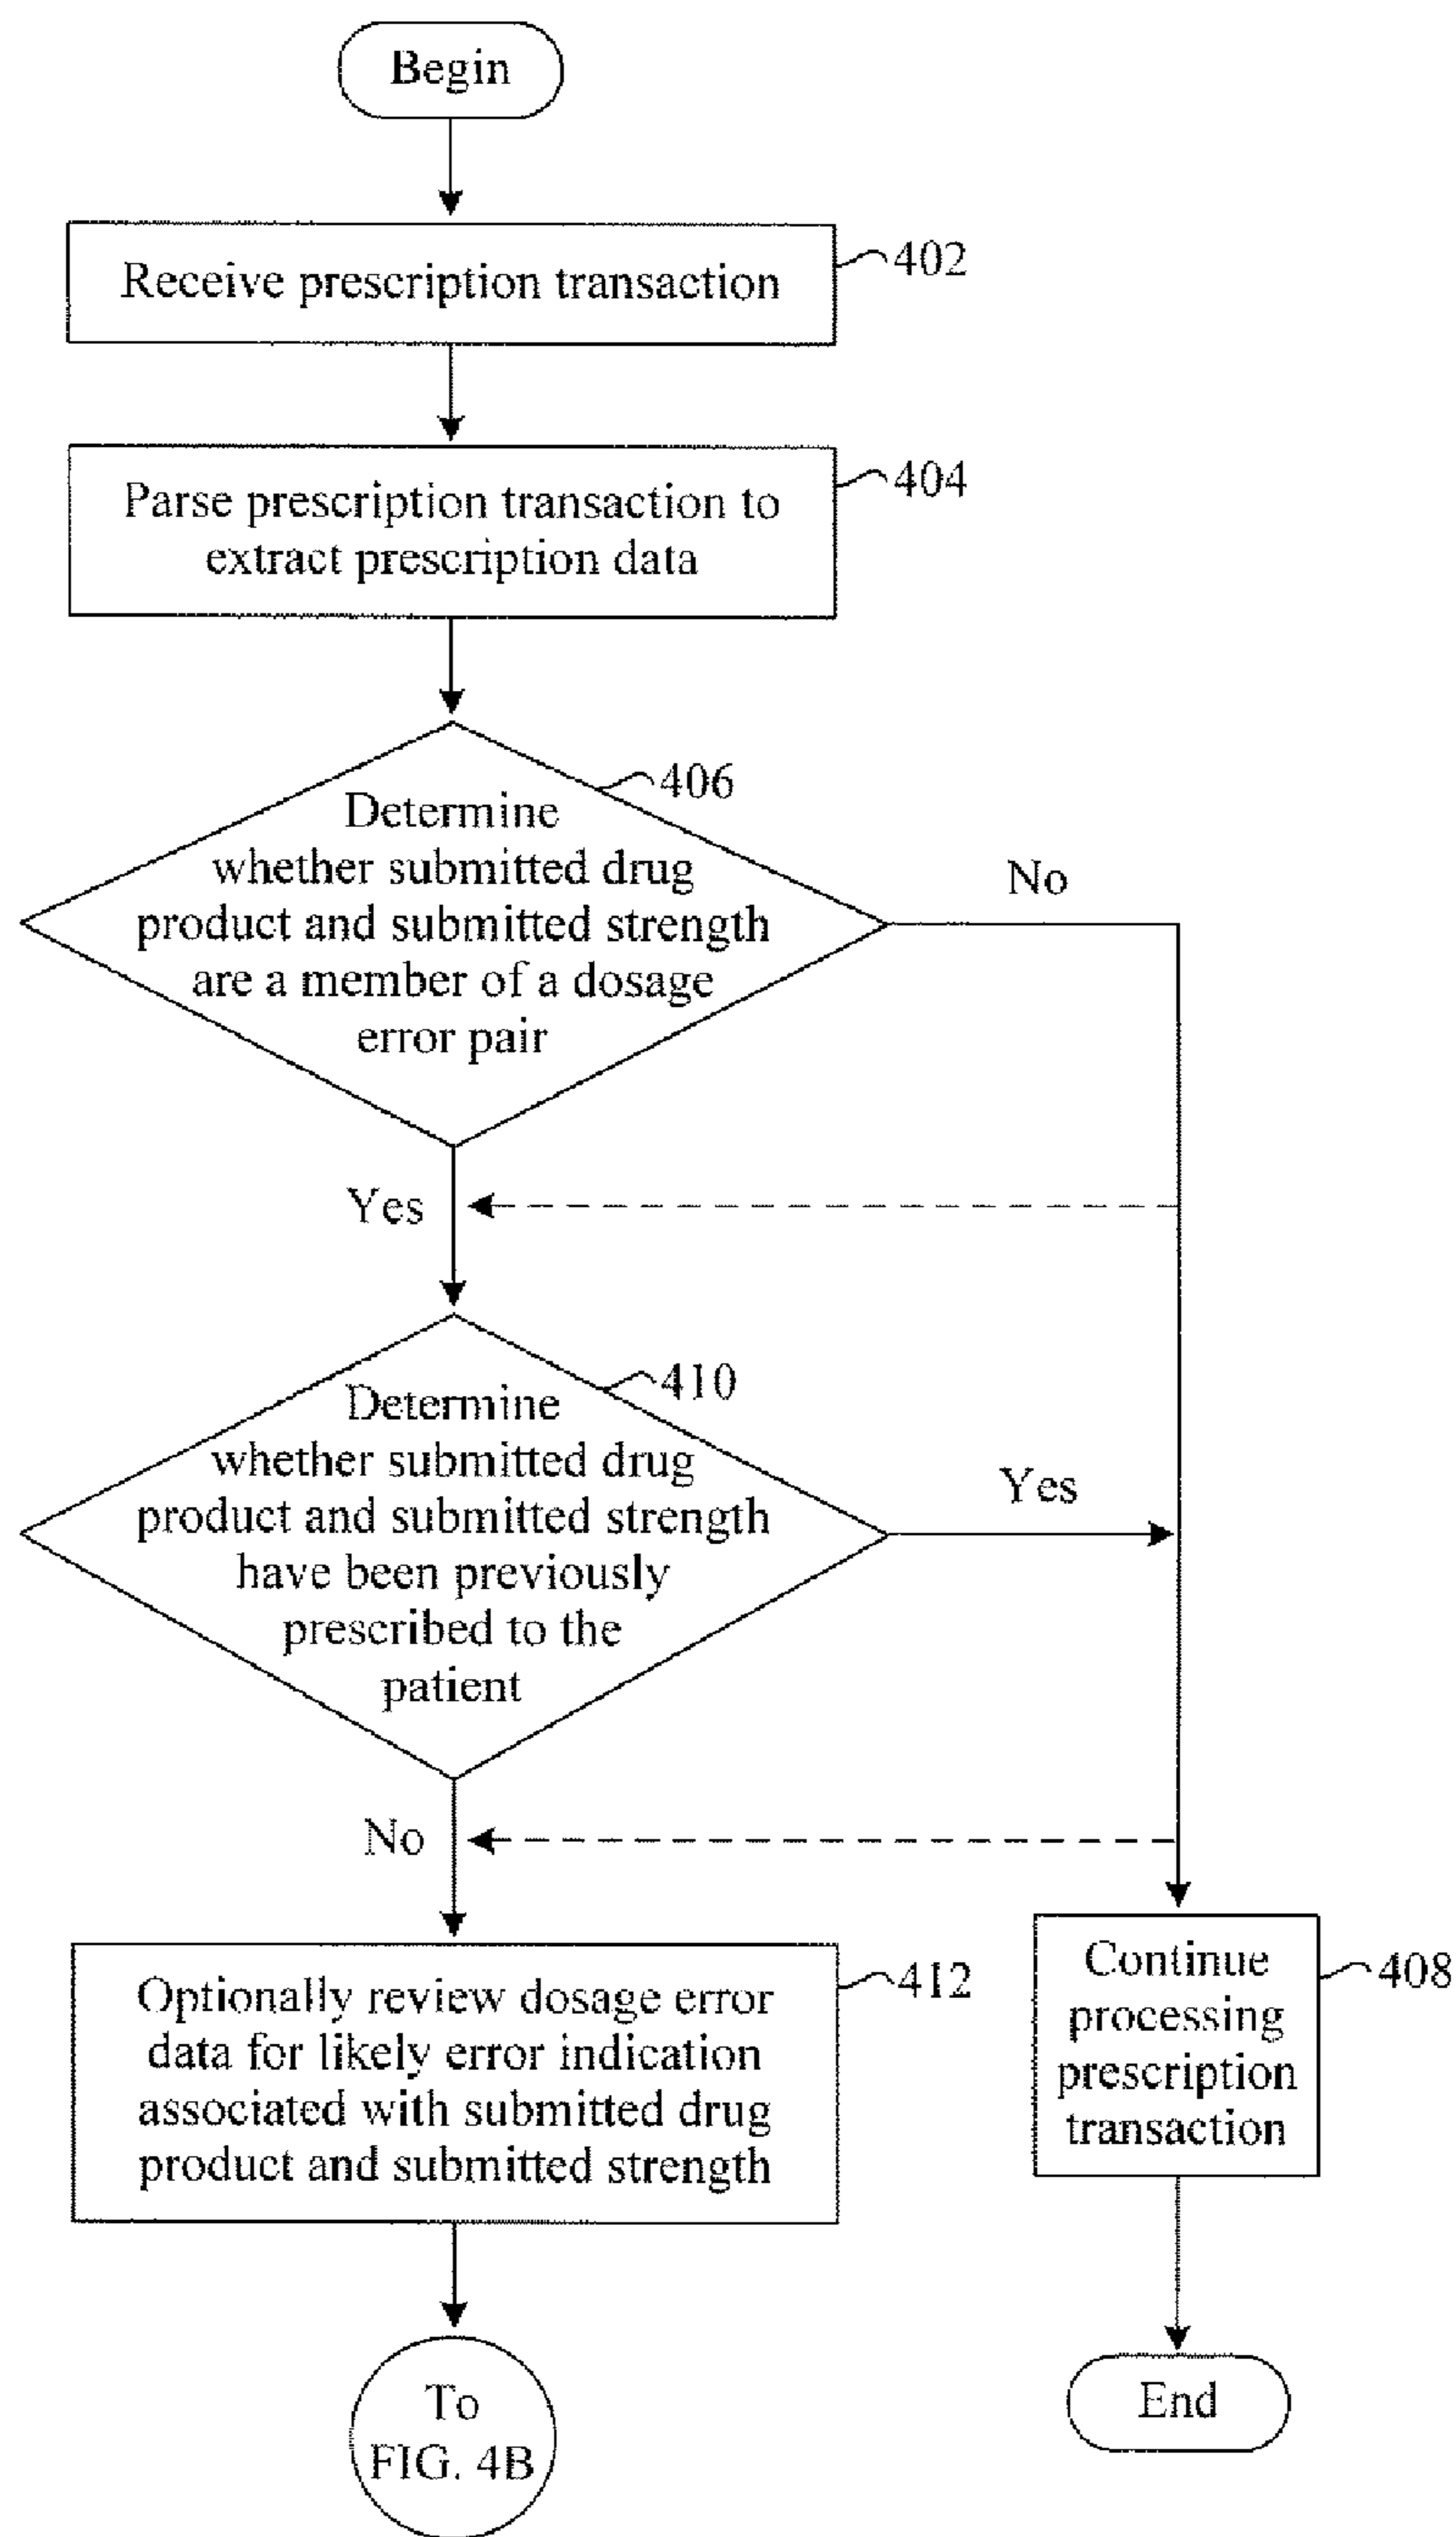 Begin
Receive prescription transaction
402
Parse prescription transaction to
extract prescription data
404
406
Determine
whether submitted drug
product and submitted strength
are a member of a dosage
error pair
No
Yes
410
Determine
whether submitted drug
product and submitted strength
have been previously
prescribed to the
patient
Yes
No
Optionally review dosage error
data for likely error indication
associated with submitted drug
product and submitted strength
412
Continue
processing
prescription
transaction
408
To
FIG. 4B
End